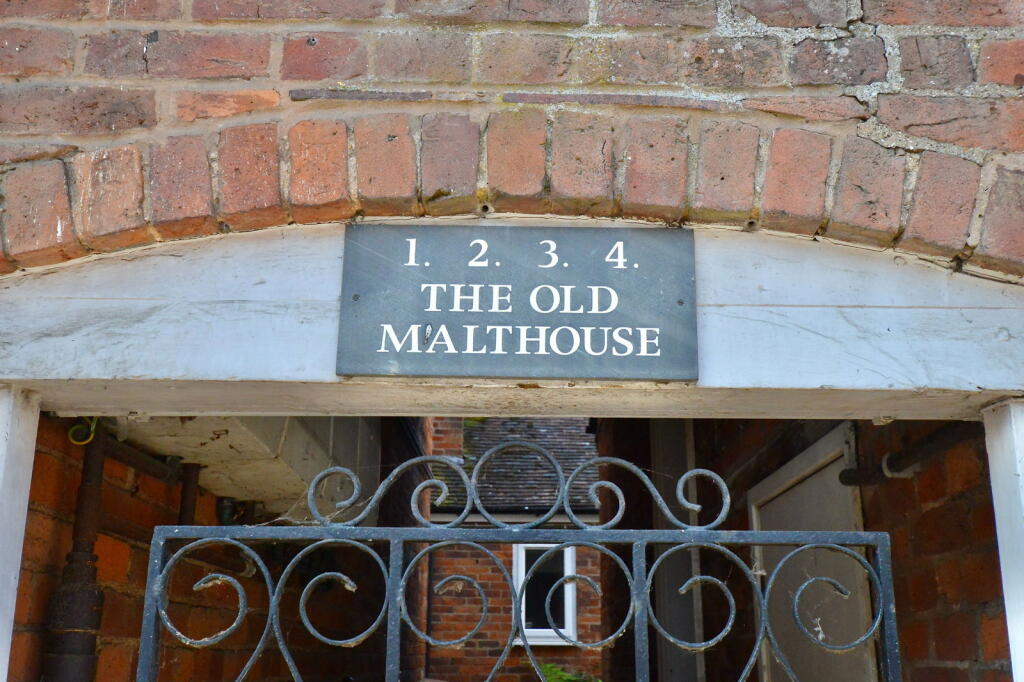 1. 2. 3. 4.
THE OLD
MALTHOUSE